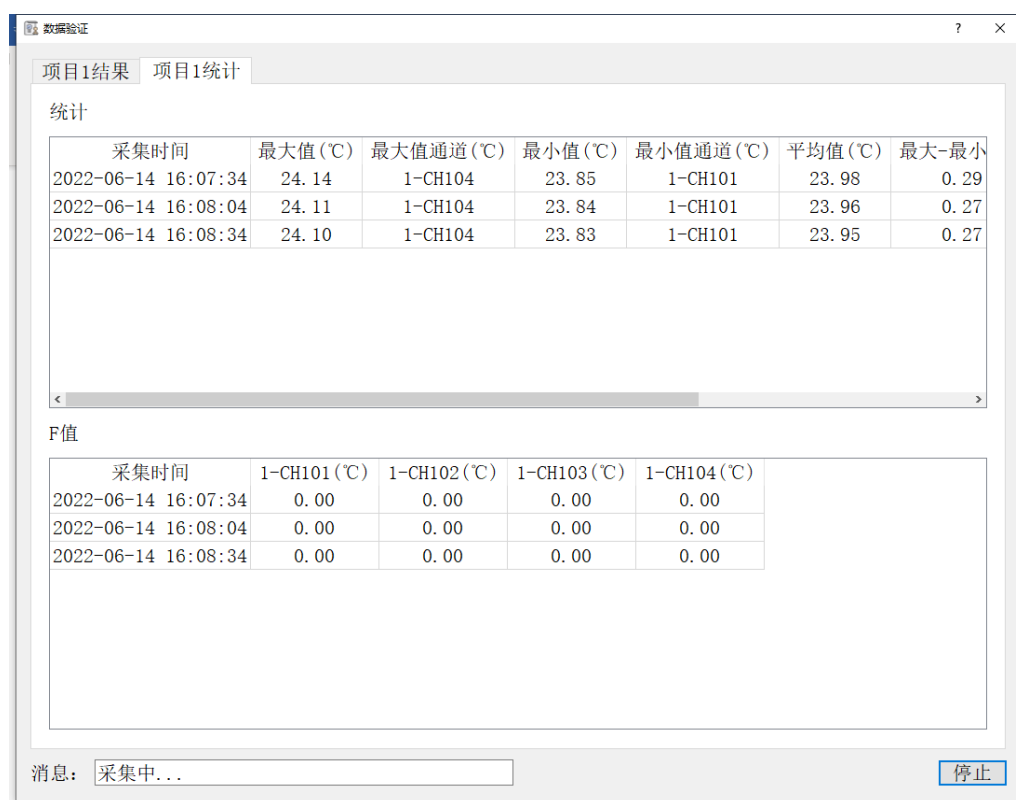 数据验证 ? ×
项目1结果 项目1统计
统计
采集时间 最大值(℃) 最大值通道(℃) 最小值(℃) 最小值通道(℃) 平均值(℃) 最大-最小
2022-06-14 16:07:34 24.14 1-CH104 23.85 1-CH101 23.98 0.29
2022-06-14 16:08:04 24.11 1-CH104 23.84 1-CH101 23.96 0.27
2022-06-14 16:08:34 24.10 1-CH104 23.83 1-CH101 23.95 0.27
F值
采集时间 1-CH101(℃) 1-CH102(℃) 1-CH103(℃) 1-CH104(℃)
2022-06-14 16:07:34 0.00 0.00 0.00 0.00
2022-06-14 16:08:04 0.00 0.00 0.00 0.00
2022-06-14 16:08:34 0.00 0.00 0.00 0.00
消息: 采集中... 停止